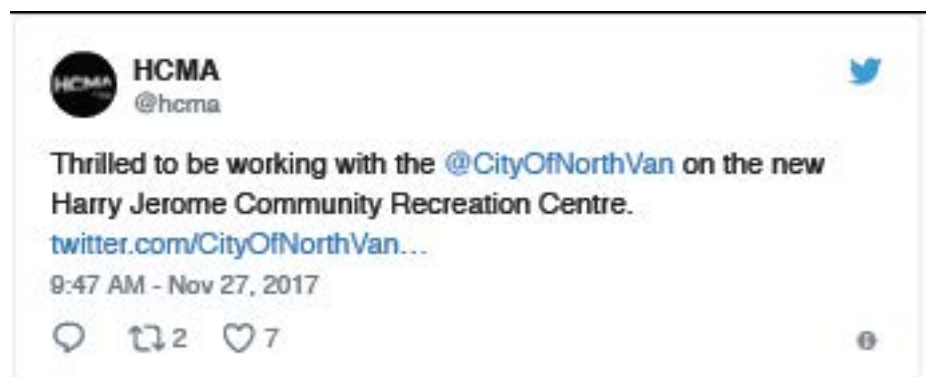 HCMA
HCMA
@hcma
Thrilled to be working with the @CityOfNorthVan on the new
Harry Jerome Community Recreation Centre.
twitter.com/CityOfNorthVan…
9:47 AM - Nov 27, 2017
2 7